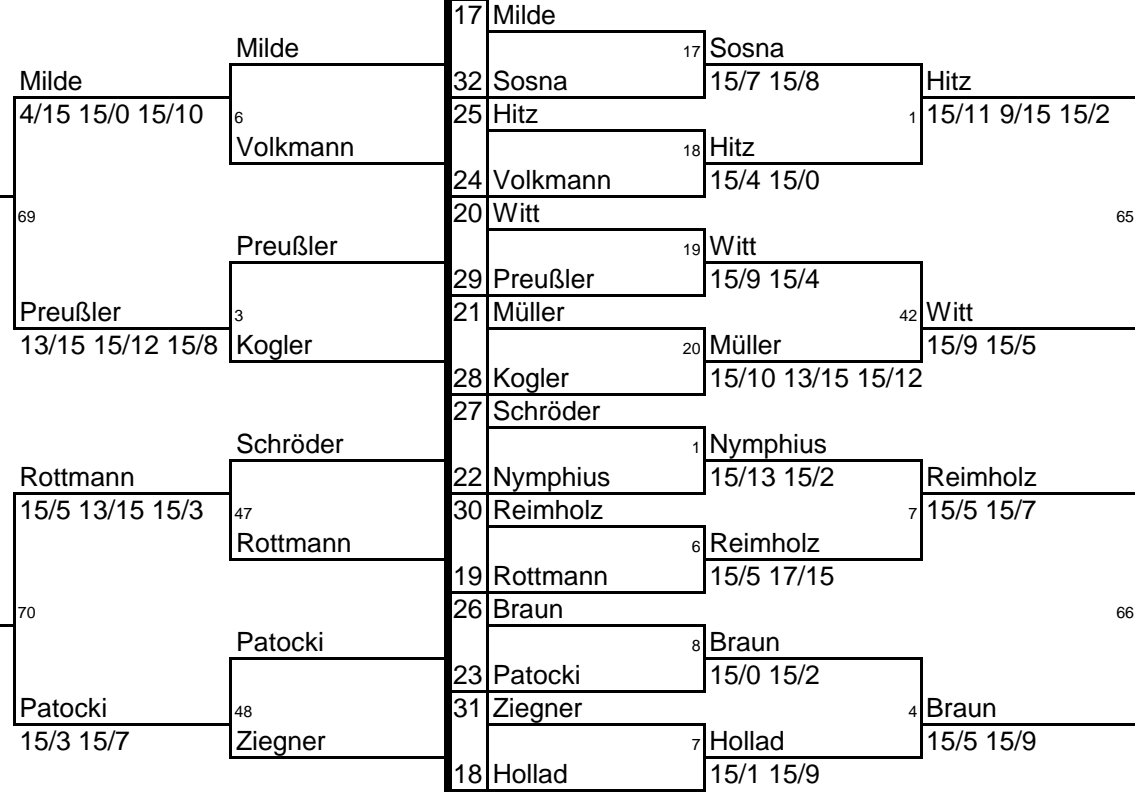 17 Milde
Milde 17 Sosna
Milde 32 Sosna 15/7 15/8 Hitz
4/15 15/0 15/10 6 25 Hitz 1 15/11 9/15 15/2
Volkmann 18 Hitz
24 Volkmann 15/4 15/0
69 20 Witt 65
Preußler 19 Witt
29 Preußler 15/9 15/4
Preußler 3 21 Müller 42 Witt
13/15 15/12 15/8 Kogler 20 Müller 15/9 15/5
28 Kogler 15/10 13/15 15/12
27 Schröder
Schröder 1 Nymphius
Rottmann 22 Nymphius 15/13 15/2 Reimholz
15/5 13/15 15/3 47 30 Reimholz 7 15/5 15/7
Rottmann 6 Reimholz
19 Rottmann 15/5 17/15
70 26 Braun 66
Patocki 8 Braun
23 Patocki 15/0 15/2
Patocki 48 31 Ziegner 4 Braun
15/3 15/7 Ziegner 7 Hollad 15/5 15/9
18 Hollad 15/1 15/9